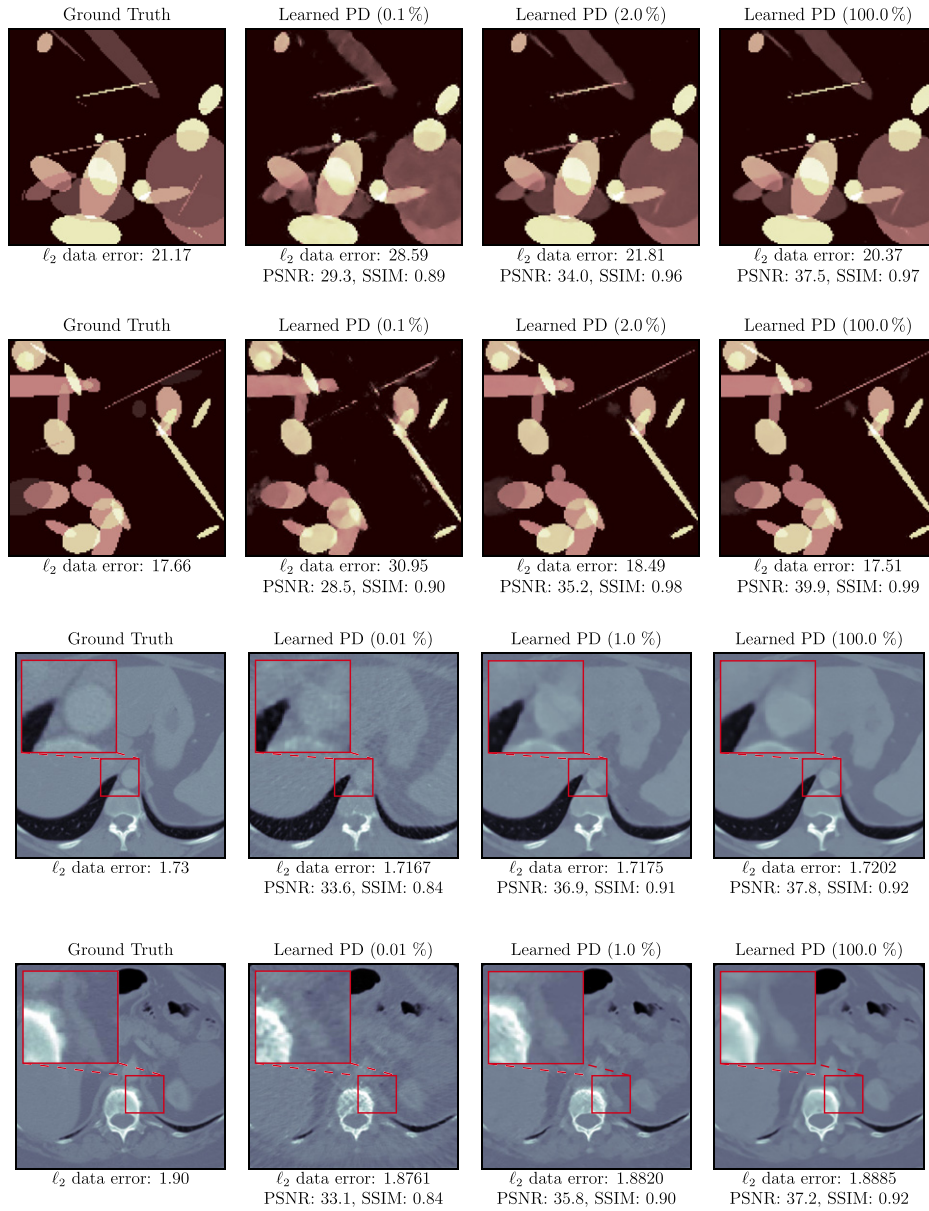 Ground Truth
Learned PD (0.1 %)
Learned PD (2.0 %)
Learned PD (100.0 %)
ℓ2 data error: 21.17
ℓ2 data error: 28.59
PSNR: 29.3, SSIM: 0.89
ℓ2 data error: 21.81
PSNR: 34.0, SSIM: 0.96
ℓ2 data error: 20.37
PSNR: 37.5, SSIM: 0.97
Ground Truth
Learned PD (0.1 %)
Learned PD (2.0 %)
Learned PD (100.0 %)
ℓ2 data error: 17.66
ℓ2 data error: 30.95
PSNR: 28.5, SSIM: 0.90
ℓ2 data error: 18.49
PSNR: 35.2, SSIM: 0.98
ℓ2 data error: 17.51
PSNR: 39.9, SSIM: 0.99
Ground Truth
Learned PD (0.01 %)
Learned PD (1.0 %)
Learned PD (100.0 %)
ℓ2 data error: 1.73
ℓ2 data error: 1.7167
PSNR: 33.6, SSIM: 0.84
ℓ2 data error: 1.7175
PSNR: 36.9, SSIM: 0.91
ℓ2 data error: 1.7202
PSNR: 37.8, SSIM: 0.92
Ground Truth
Learned PD (0.01 %)
Learned PD (1.0 %)
Learned PD (100.0 %)
ℓ2 data error: 1.90
ℓ2 data error: 1.8761
PSNR: 33.1, SSIM: 0.84
ℓ2 data error: 1.8820
PSNR: 35.8, SSIM: 0.90
ℓ2 data error: 1.8885
PSNR: 37.2, SSIM: 0.92